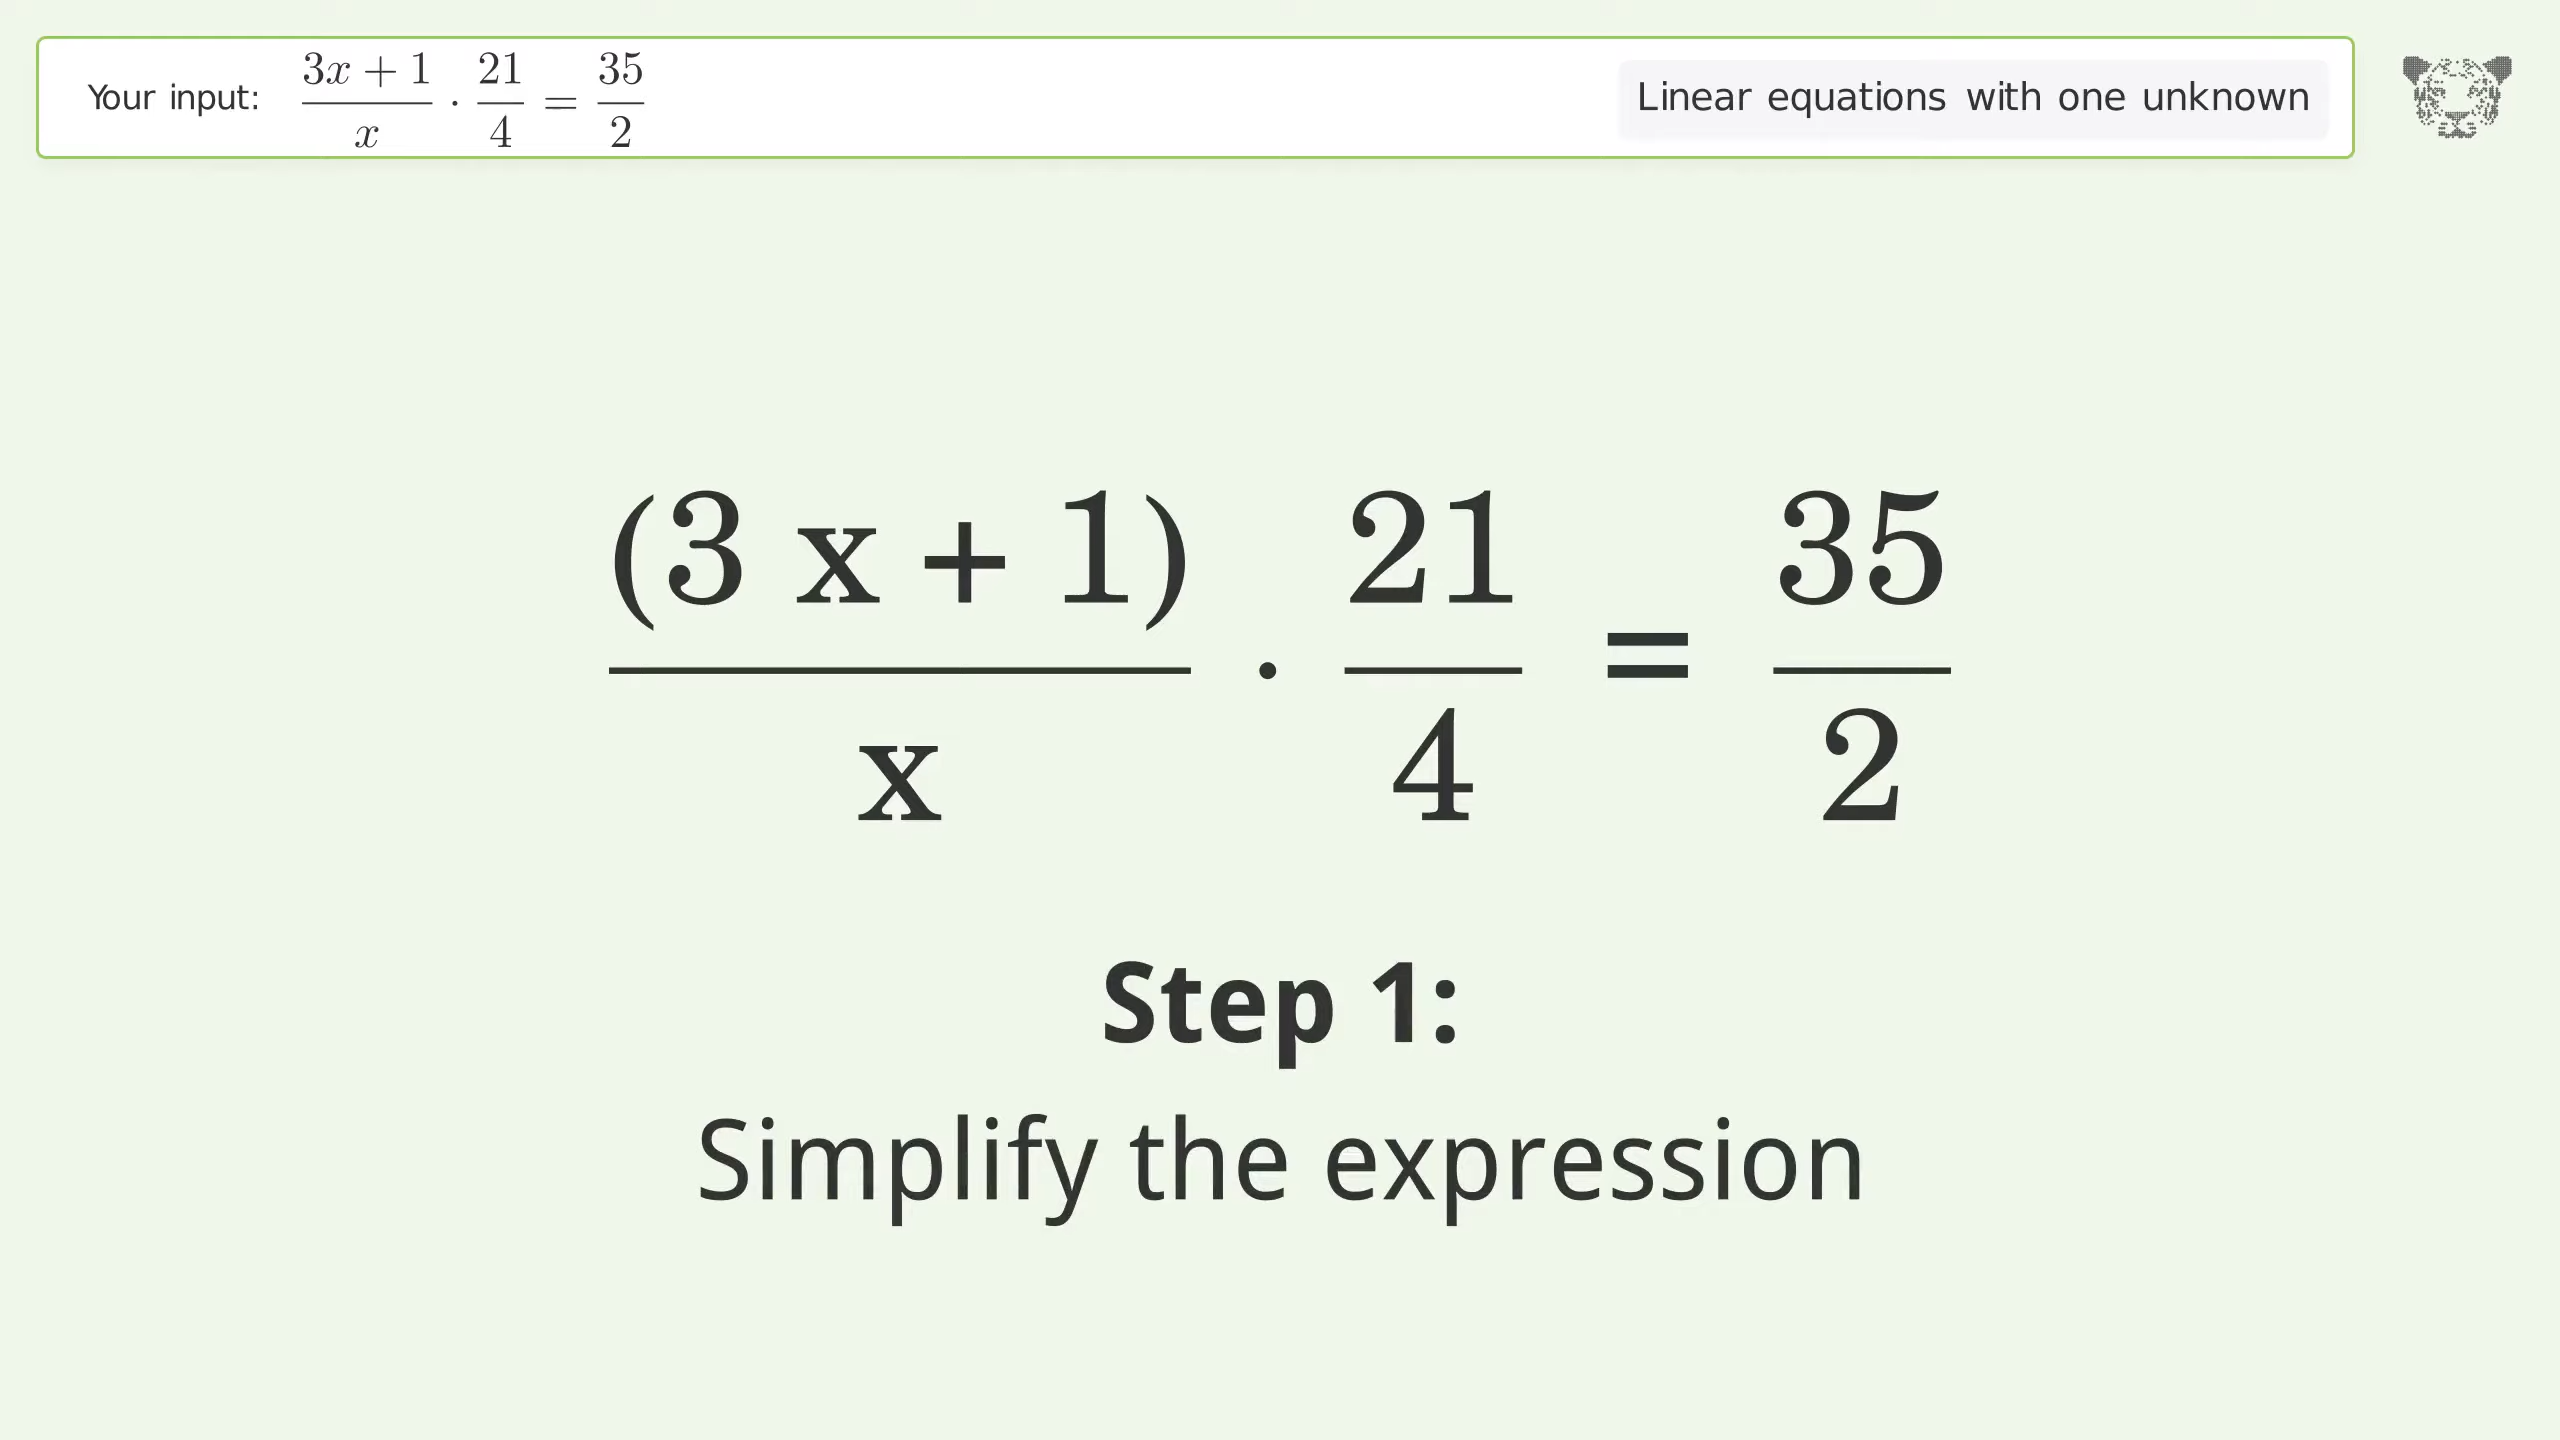 Your input: (3x + 1)/x · 21/4 = 35/2
Linear equations with one unknown
(3 x + 1)/x · 21/4 = 35/2
Step 1:
Simplify the expression